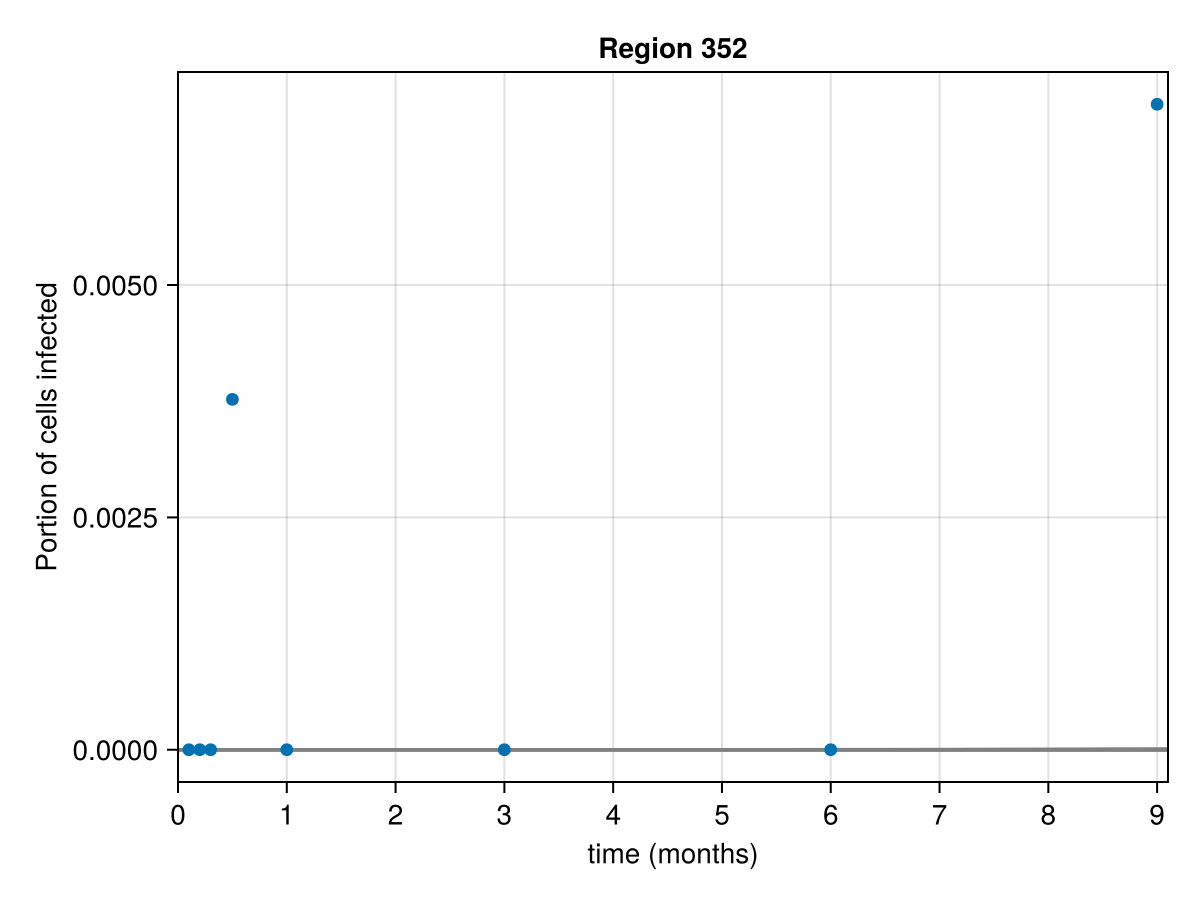 Region 352
Portion of cells infected
0.0050
0.0025
0.0000
0 1 2 3 4 5 6 7 8 9
time (months)